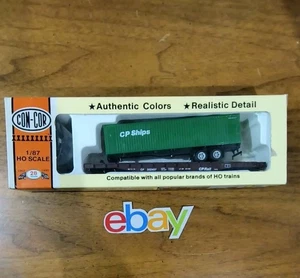 CON-COR
1/87
HO SCALE
★Authentic Colors ★Realistic Detail
CP Ships
Compatible with all popular brands of HO trains
ebay